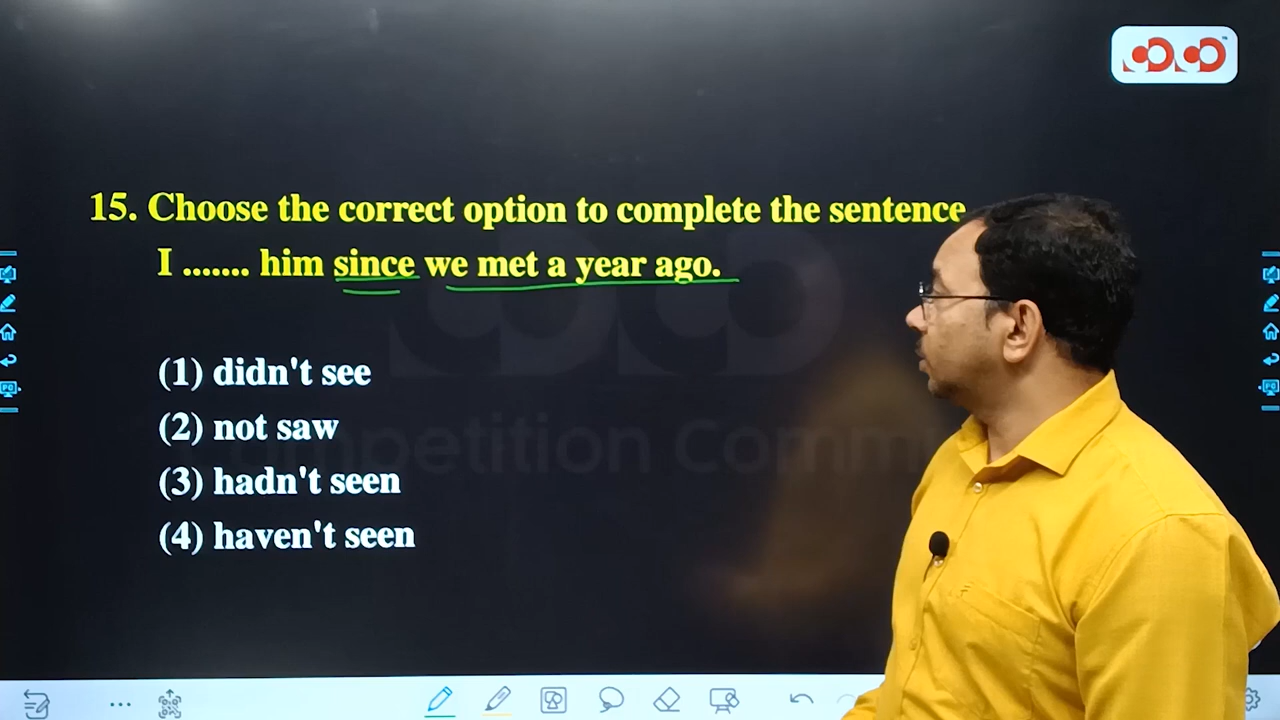 15. Choose the correct option to complete the sentence
I ....... him since we met a year ago.
(1) didn't see
(2) not saw
(3) hadn't seen
(4) haven't seen